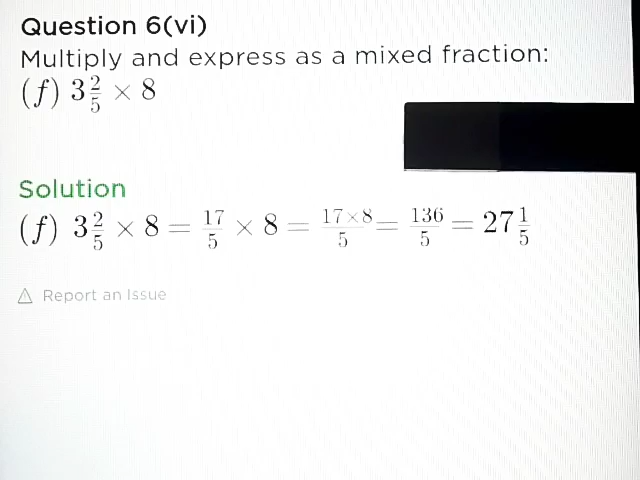 Question 6(vi)
Multiply and express as a mixed fraction:
(f) 3 2/5 × 8
Solution
(f) 3 2/5 × 8 = 17/5 × 8 = 17×8/5 = 136/5 = 27 1/5
⚠ Report an Issue